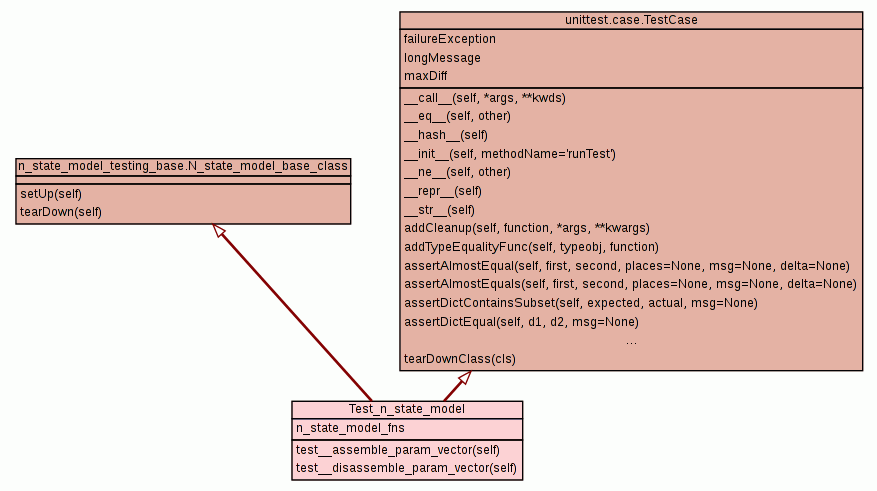 unittest.case.TestCase
failureException
longMessage
maxDiff
__call__(self, *args, **kwds)
__eq__(self, other)
__hash__(self)
__init__(self, methodName='runTest')
__ne__(self, other)
__repr__(self)
__str__(self)
addCleanup(self, function, *args, **kwargs)
addTypeEqualityFunc(self, typeobj, function)
assertAlmostEqual(self, first, second, places=None, msg=None, delta=None)
assertAlmostEquals(self, first, second, places=None, msg=None, delta=None)
assertDictContainsSubset(self, expected, actual, msg=None)
assertDictEqual(self, d1, d2, msg=None)
...
tearDownClass(cls)
n_state_model_testing_base.N_state_model_base_class
setUp(self)
tearDown(self)
Test_n_state_model
n_state_model_fns
test__assemble_param_vector(self)
test__disassemble_param_vector(self)